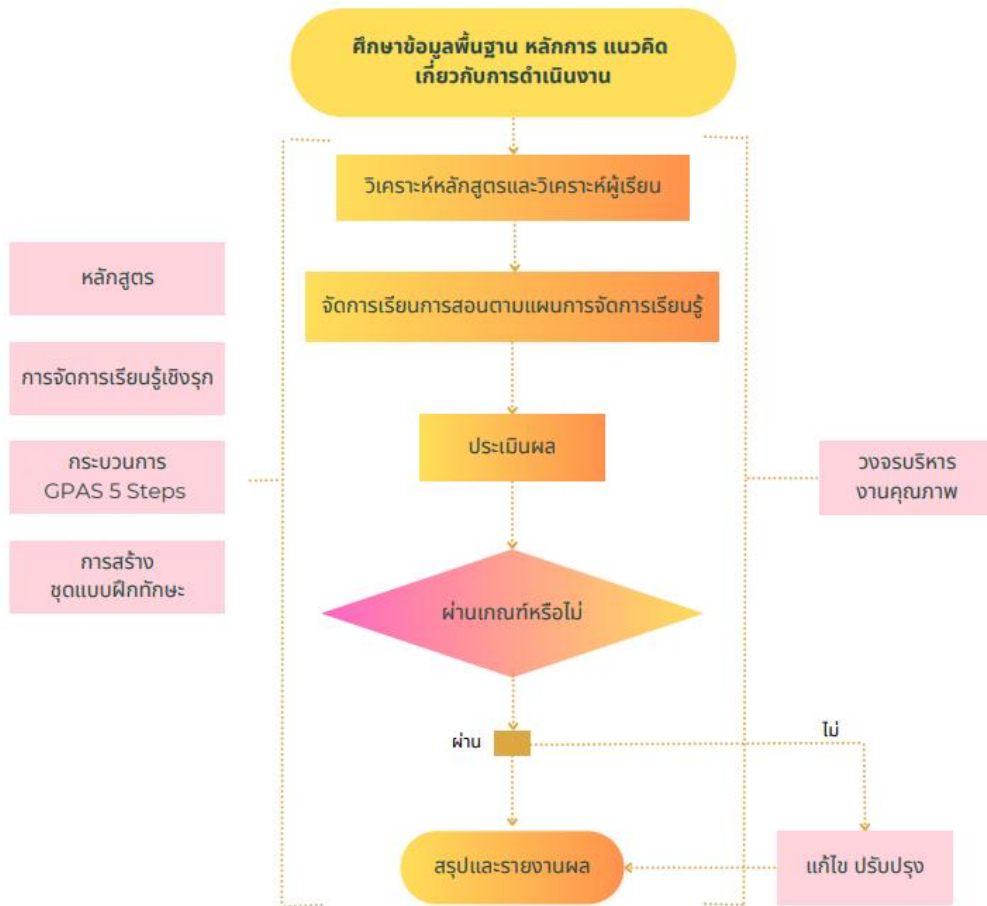 ศึกษาข้อมูลพื้นฐาน หลักการ แนวคิด
เกี่ยวกับการดำเนินงาน
วิเคราะห์หลักสูตรและวิเคราะห์ผู้เรียน
หลักสูตร
จัดการเรียนการสอนตามแผนการจัดการเรียนรู้
การจัดการเรียนรู้เชิงรุก
ประเมินผล
กระบวนการ
GPAS 5 Steps
วงจรบริหาร
งานคุณภาพ
การสร้าง
ชุดแบบฝึกทักษะ
ผ่านเกณฑ์หรือไม่
ผ่าน
ไม่
สรุปและรายงานผล
แก้ไข ปรับปรุง